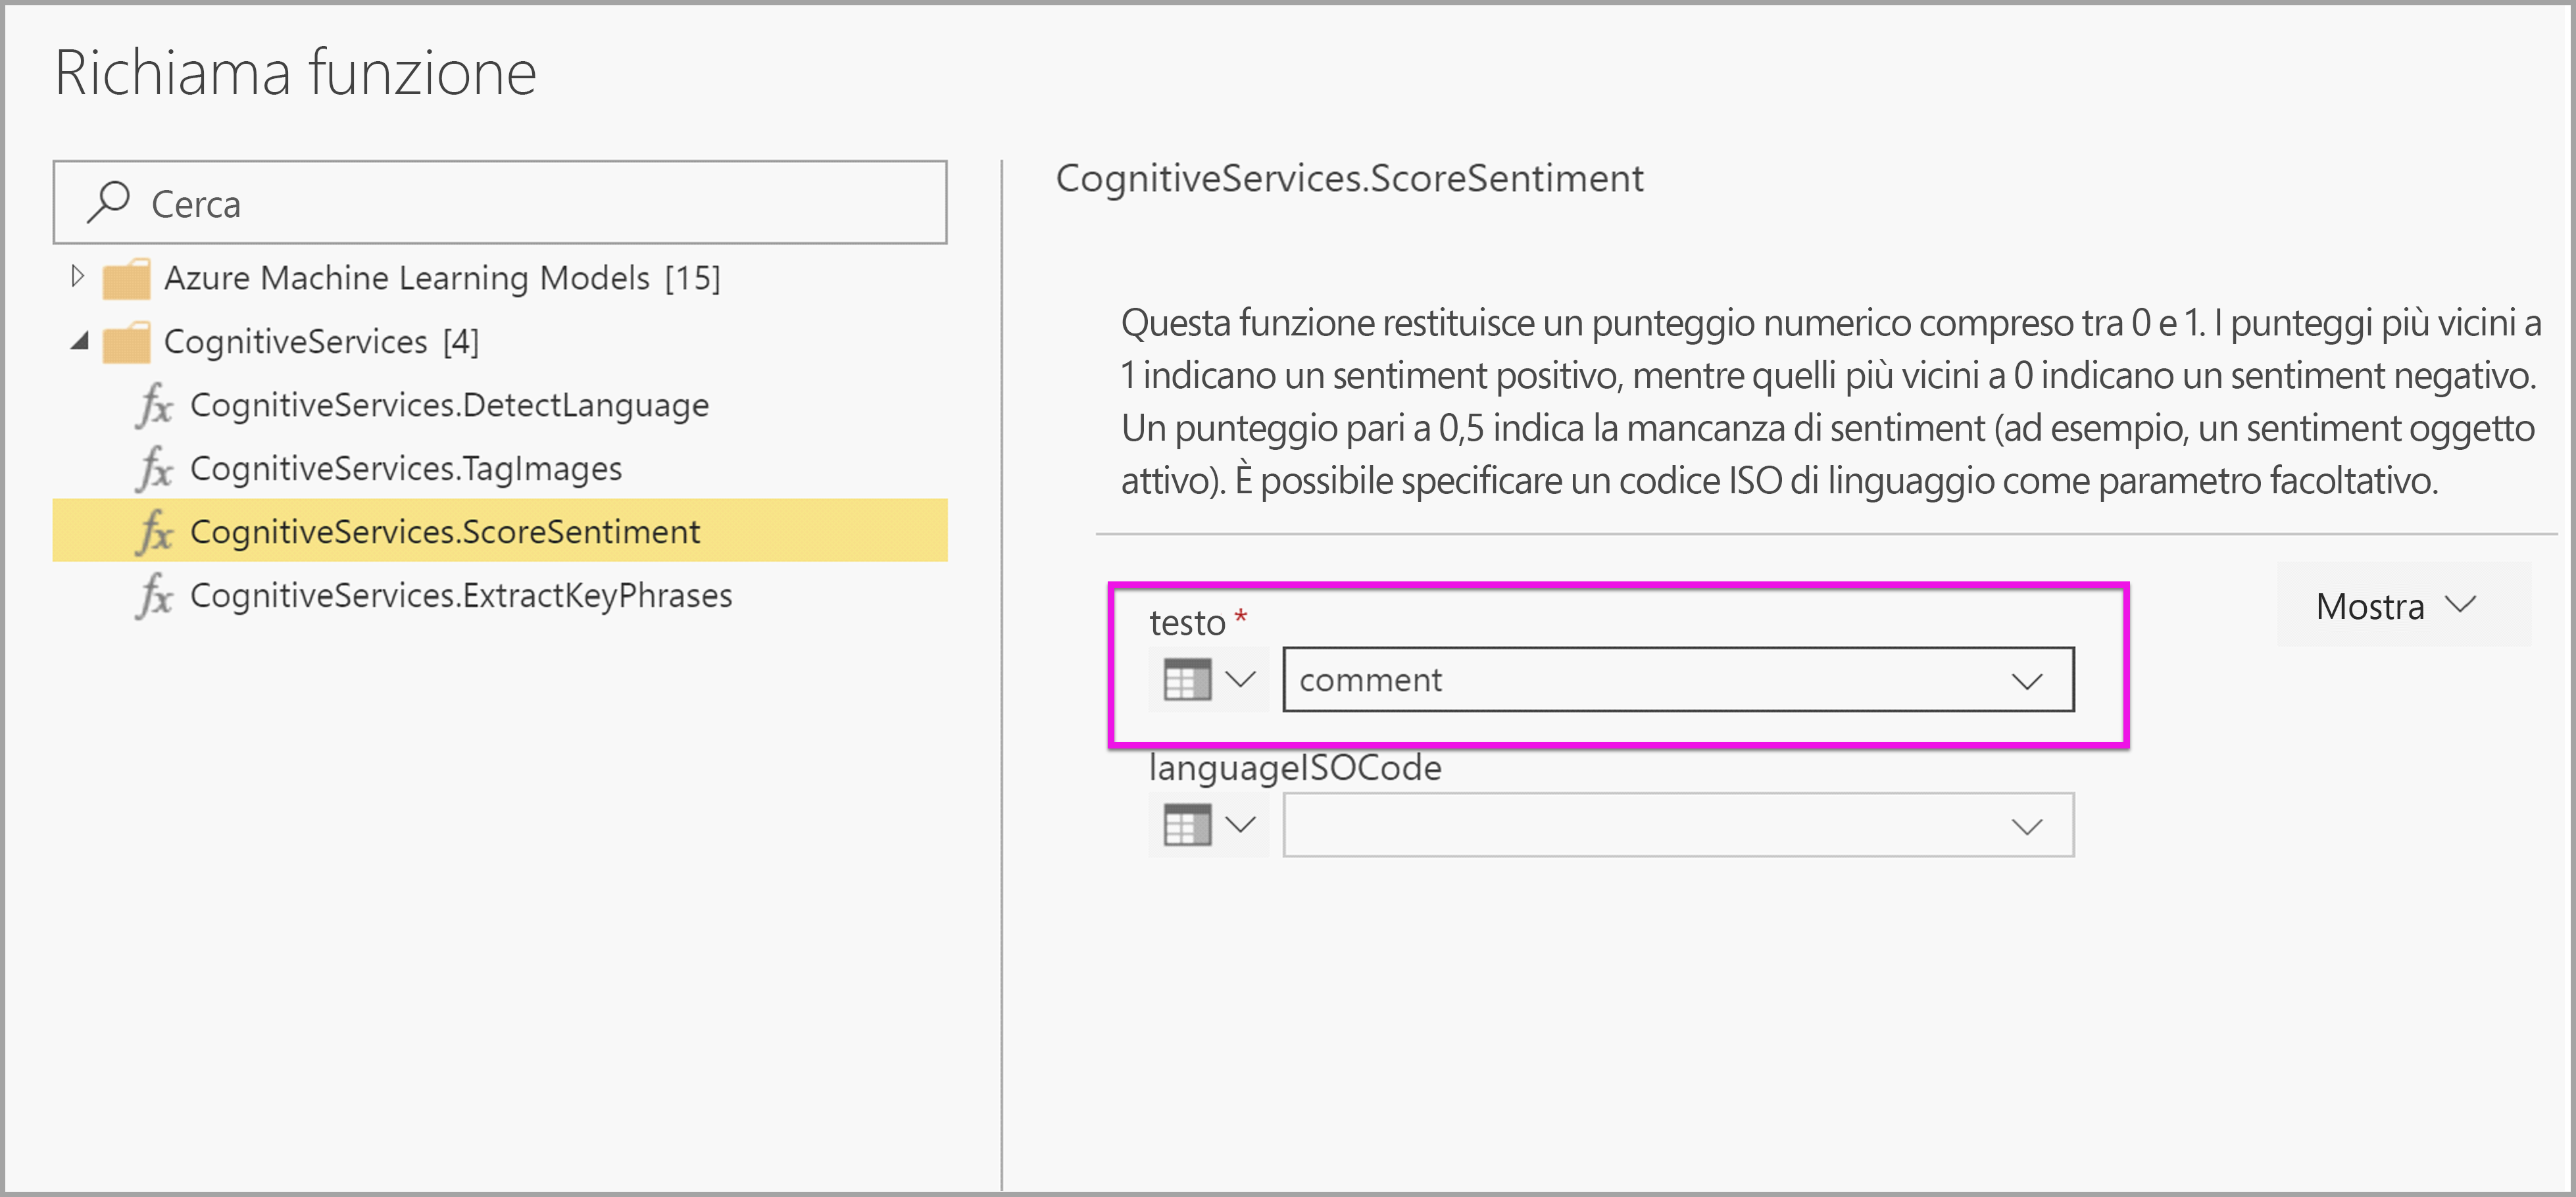 Richiama funzione
Cerca
Azure Machine Learning Models [15]
CognitiveServices [4]
fx CognitiveServices.DetectLanguage
fx CognitiveServices.TagImages
fx CognitiveServices.ScoreSentiment
fx CognitiveServices.ExtractKeyPhrases
CognitiveServices.ScoreSentiment
Questa funzione restituisce un punteggio numerico compreso tra 0 e 1. I punteggi più vicini a
1 indicano un sentiment positivo, mentre quelli più vicini a 0 indicano un sentiment negativo.
Un punteggio pari a 0,5 indica la mancanza di sentiment (ad esempio, un sentiment oggetto
attivo). È possibile specificare un codice ISO di linguaggio come parametro facoltativo.
Mostra
testo *
comment
languageISOCode